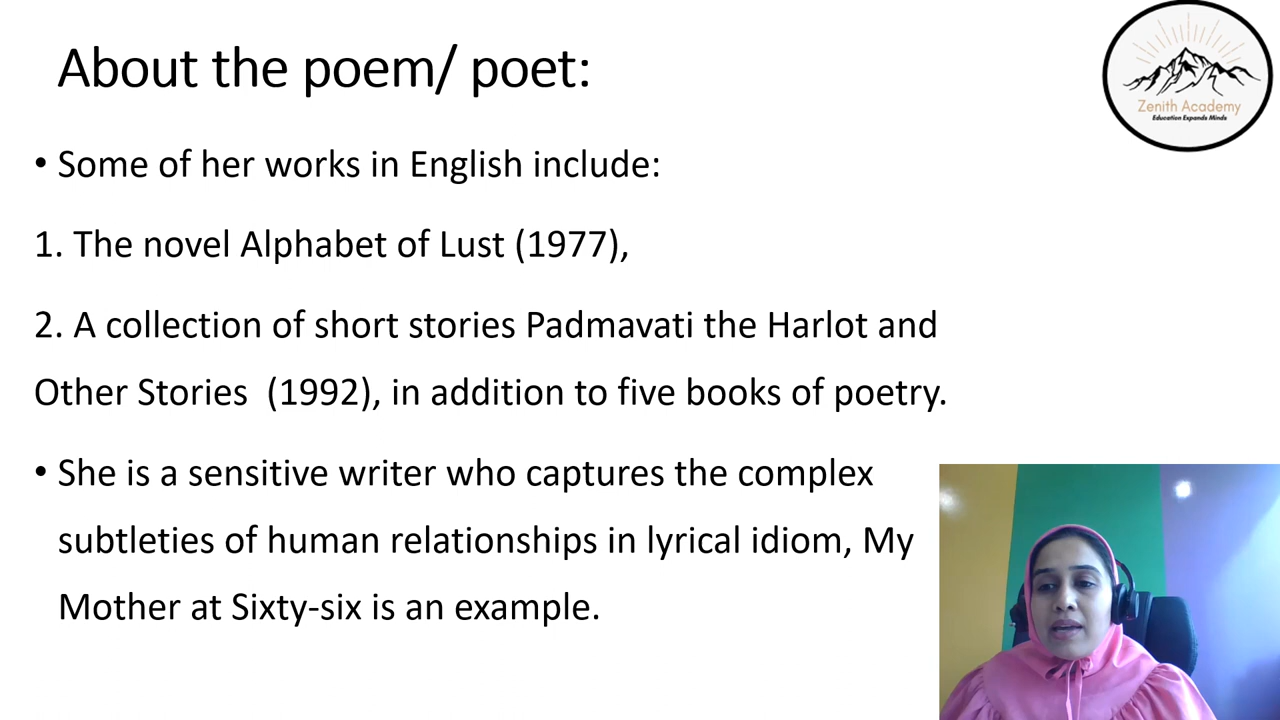 About the poem/ poet:
Zenith Academy
Education Expands Minds
• Some of her works in English include:
1. The novel Alphabet of Lust (1977),
2. A collection of short stories Padmavati the Harlot and
Other Stories  (1992), in addition to five books of poetry.
• She is a sensitive writer who captures the complex
subtleties of human relationships in lyrical idiom, My
Mother at Sixty-six is an example.